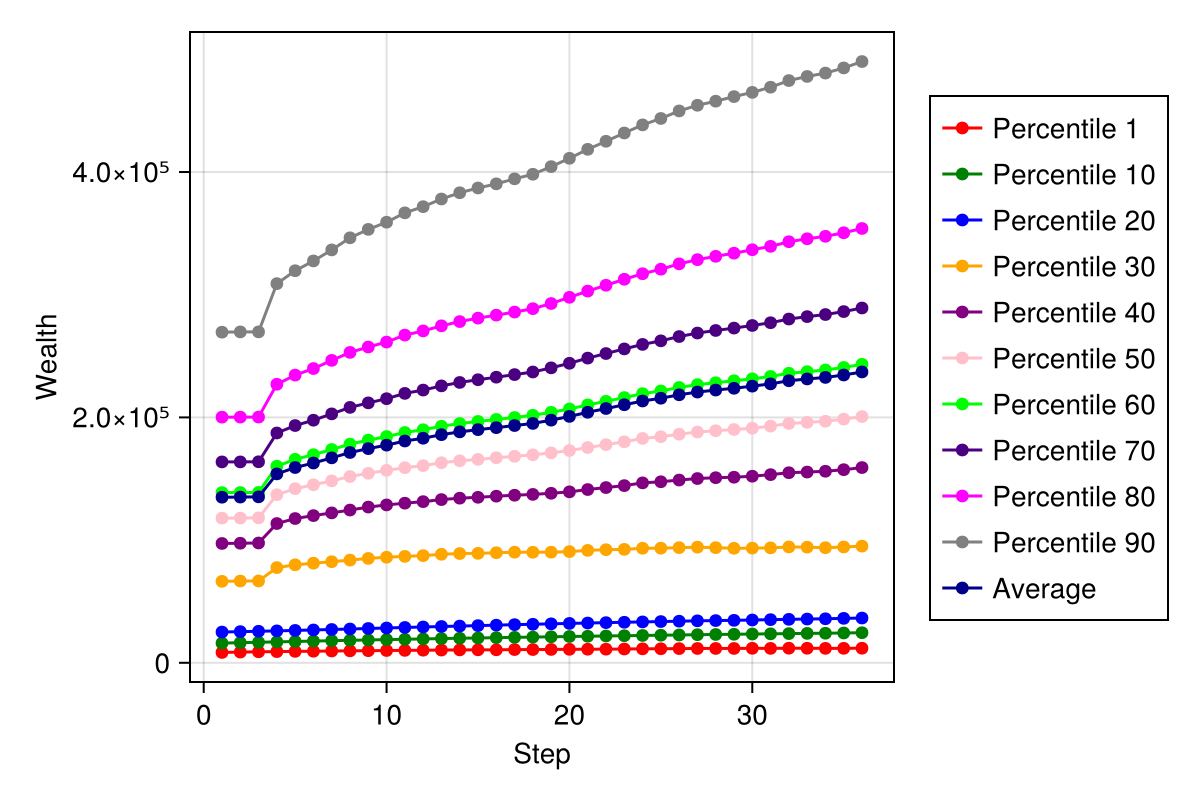 Wealth
4.0×10⁵
2.0×10⁵
0
0 10 20 30
Step
Percentile 1
Percentile 10
Percentile 20
Percentile 30
Percentile 40
Percentile 50
Percentile 60
Percentile 70
Percentile 80
Percentile 90
Average